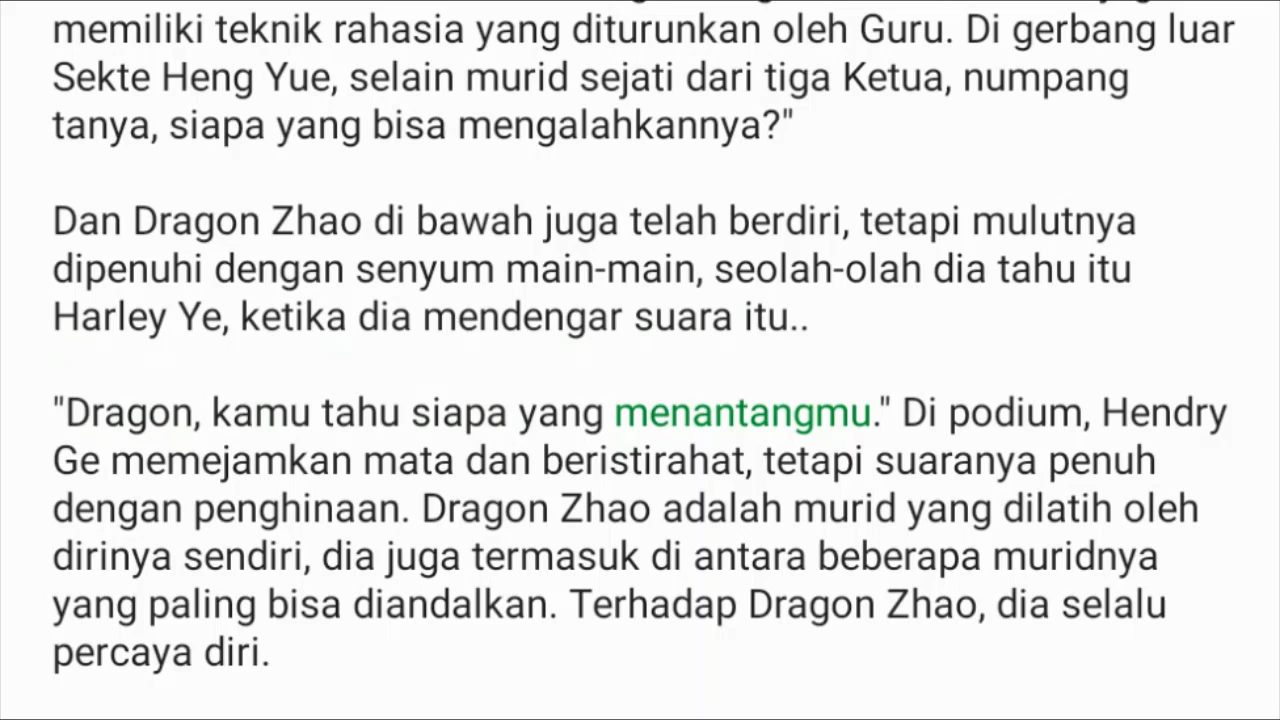 memiliki teknik rahasia yang diturunkan oleh Guru. Di gerbang luar
Sekte Heng Yue, selain murid sejati dari tiga Ketua, numpang
tanya, siapa yang bisa mengalahkannya?"
Dan Dragon Zhao di bawah juga telah berdiri, tetapi mulutnya
dipenuhi dengan senyum main-main, seolah-olah dia tahu itu
Harley Ye, ketika dia mendengar suara itu..
"Dragon, kamu tahu siapa yang menantangmu." Di podium, Hendry
Ge memejamkan mata dan beristirahat, tetapi suaranya penuh
dengan penghinaan. Dragon Zhao adalah murid yang dilatih oleh
dirinya sendiri, dia juga termasuk di antara beberapa muridnya
yang paling bisa diandalkan. Terhadap Dragon Zhao, dia selalu
percaya diri.